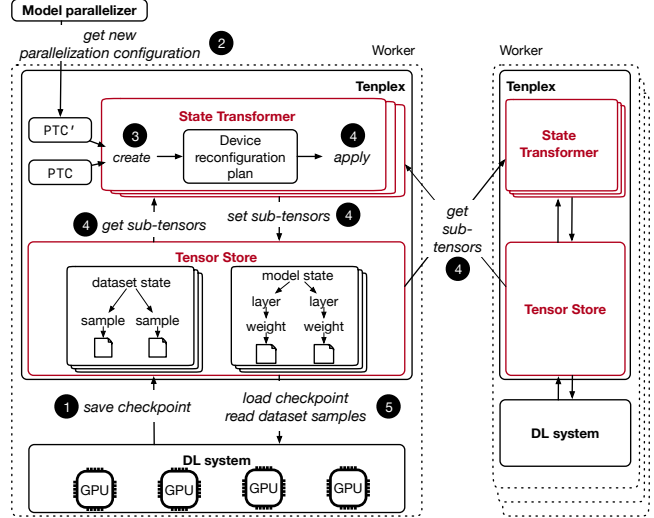 Model parallelizer
get new
parallelization configuration 2
Worker
Tenplex
State Transformer
PTC′
PTC
3
create
Device
reconfiguration
plan
4
apply
4 get sub-tensors
set sub-tensors 4
Tensor Store
dataset state
sample sample
model state
layer layer
weight weight
1 save checkpoint
load checkpoint
read dataset samples
5
DL system
GPU GPU GPU GPU
get
sub-
tensors
4
Worker
Tenplex
State
Transformer
Tensor Store
DL system